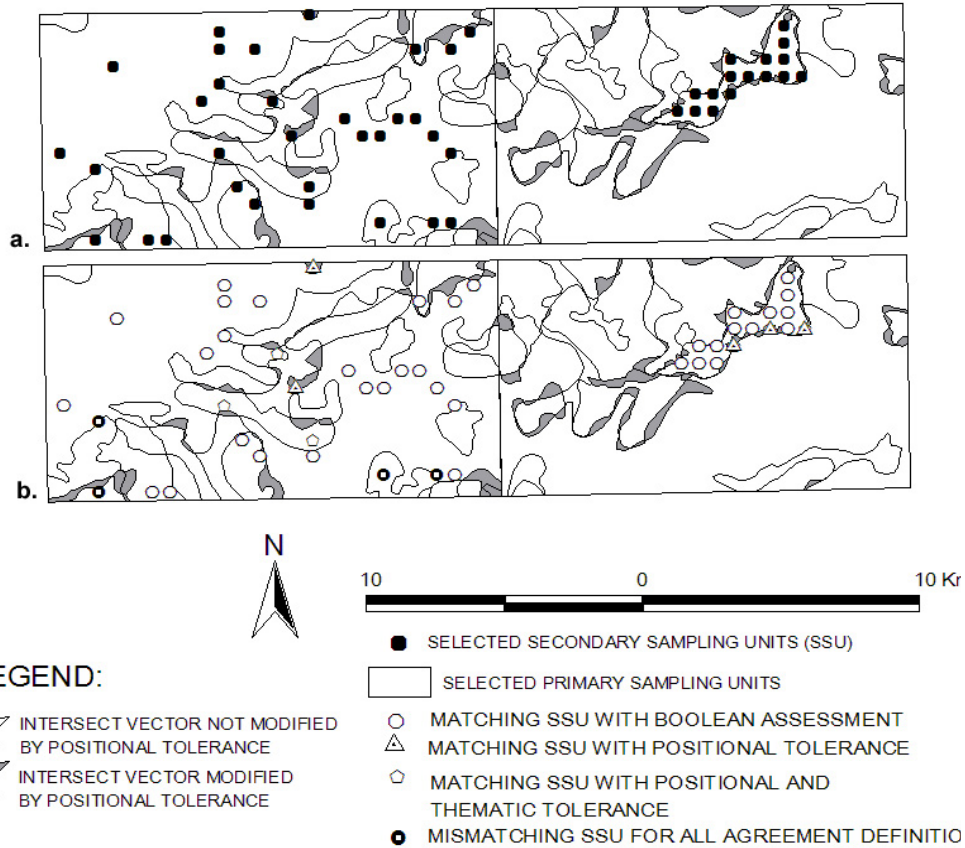 a.
b.
N
10 0 10 Km
SELECTED SECONDARY SAMPLING UNITS (SSU)
EGEND:
SELECTED PRIMARY SAMPLING UNITS
INTERSECT VECTOR NOT MODIFIED
BY POSITIONAL TOLERANCE
MATCHING SSU WITH BOOLEAN ASSESSMENT
MATCHING SSU WITH POSITIONAL TOLERANCE
INTERSECT VECTOR MODIFIED
BY POSITIONAL TOLERANCE
MATCHING SSU WITH POSITIONAL AND
THEMATIC TOLERANCE
MISMATCHING SSU FOR ALL AGREEMENT DEFINITIO